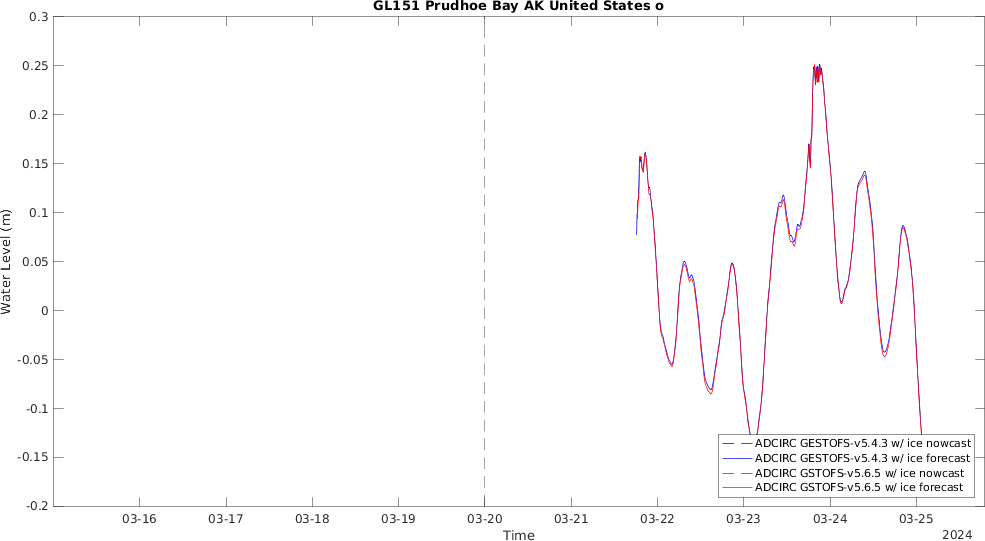 GL151 Prudhoe Bay AK United States o
0.3
0.25
0.2
0.15
0.1
0.05
0
-0.05
-0.1
-0.15
-0.2
Water Level (m)
ADCIRC GESTOFS-v5.4.3 w/ ice nowcast
ADCIRC GESTOFS-v5.4.3 w/ ice forecast
ADCIRC GSTOFS-v5.6.5 w/ ice nowcast
ADCIRC GSTOFS-v5.6.5 w/ ice forecast
03-16 03-17 03-18 03-19 03-20 03-21 03-22 03-23 03-24 03-25
Time
2024